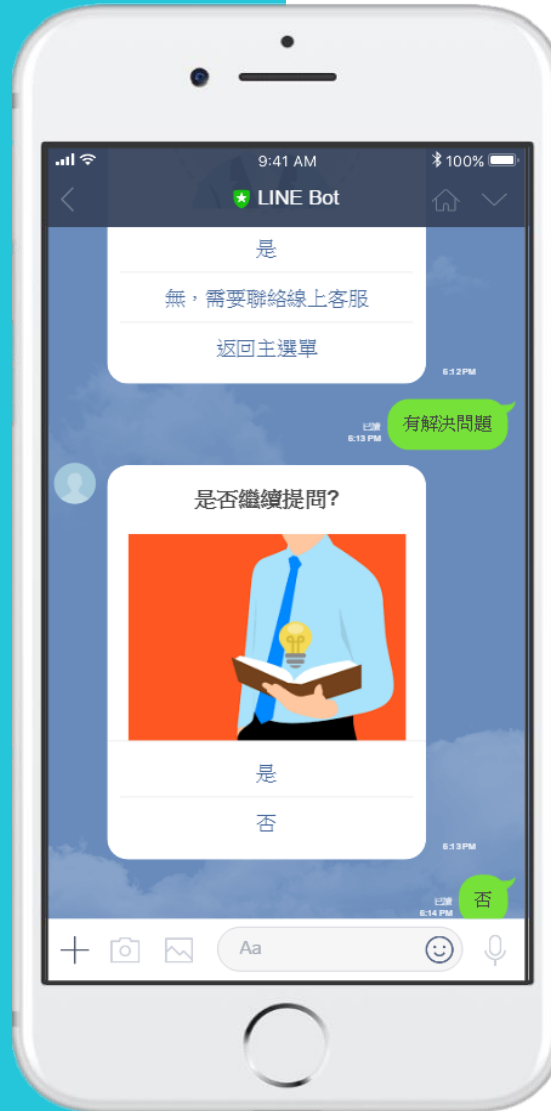 9:41 AM
100%
LINE Bot
是
無，需要聯絡線上客服
返回主選單
6:12 PM
有解決問題
已讀
6:13 PM
是否繼續提問?
是
否
6:13 PM
否
已讀
6:14 PM
Aa